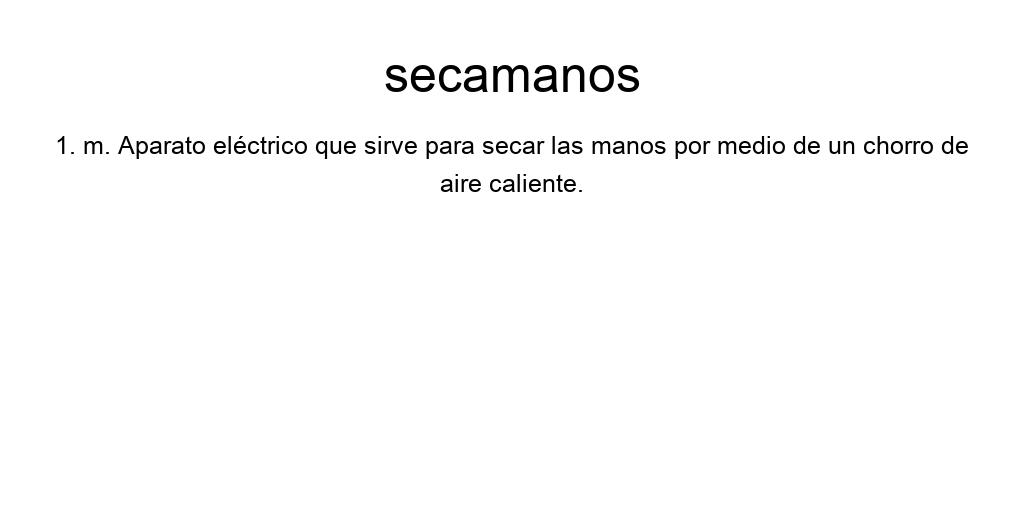 secamanos
1. m. Aparato eléctrico que sirve para secar las manos por medio de un chorro de
aire caliente.